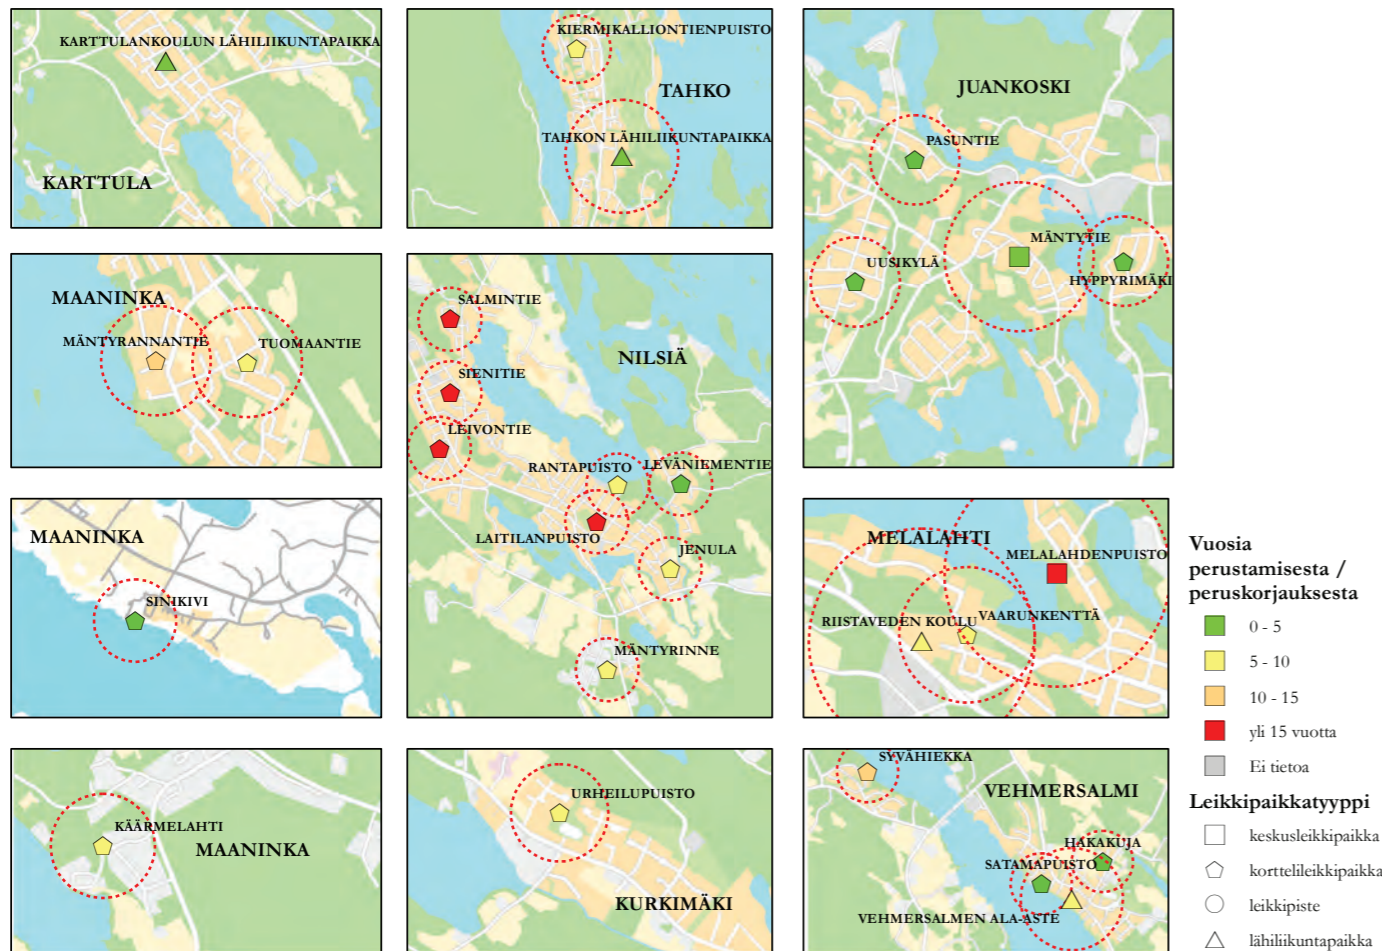 KARTTULANKOULUN LÄHILIIKUNTAPAIKKA
KARTTULA
KIERMIKALLIONTIENPUISTO
TAHKO
TAHKON LÄHILIIKUNTAPAIKKA
JUANKOSKI
PASUNTIE
MÄNTYTIE
UUSIKYLÄ
HYPPYRIMÄKI
MAANINKA
MÄNTYRANNANTIE
TUOMAANTIE
SALMINTIE
NILSIÄ
SIENITIE
LEIVONTIE
RANTAPUISTO
LEVÄNIEMENTIE
LAITILANPUISTO
JENULA
MÄNTYRINNE
MAANINKA
SINIKIVI
MELALAHTI
MELALAHDENPUISTO
RIISTAVEDEN KOULU
VAARUNKENTTÄ
KÄÄRMELAHTI
MAANINKA
URHEILUPUISTO
KURKIMÄKI
SYVÄHIEKKA
VEHMERSALMI
HAKAKUJA
SATAMAPUISTO
VEHMERSALMEN ALA-ASTE
Vuosia
perustamisesta /
peruskorjauksesta
0 - 5
5 - 10
10 - 15
yli 15 vuotta
Ei tietoa
Leikkipaikkatyyppi
keskusleikkipaikka
korttelileikkipaikka
leikkipiste
lähiliikuntapaikka